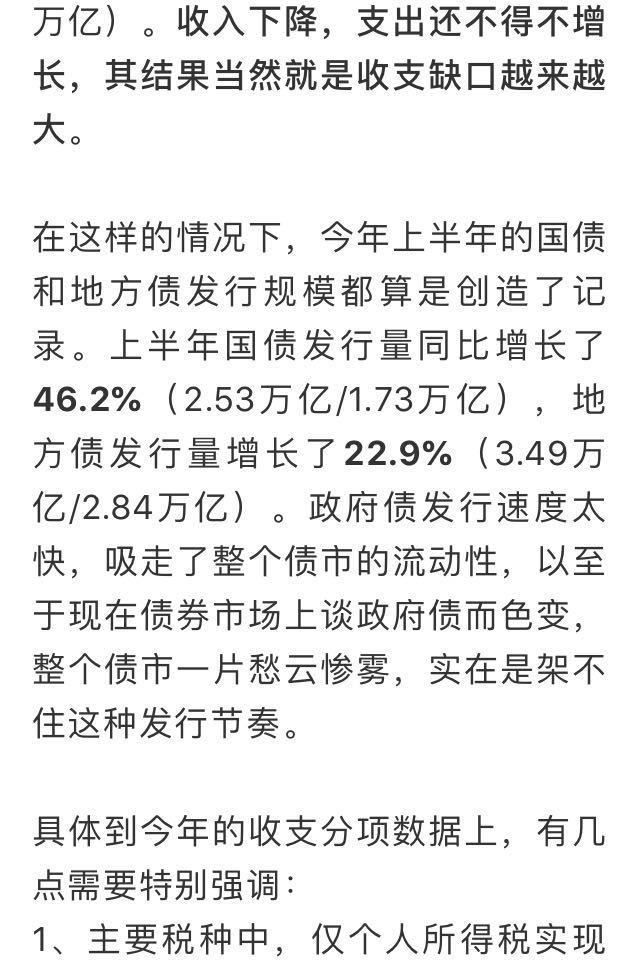 万亿）。收入下降，支出还不得不增
长，其结果当然就是收支缺口越来越
大。
在这样的情况下，今年上半年的国债
和地方债发行规模都算是创造了记
录。上半年国债发行量同比增长了
46.2%（2.53万亿/1.73万亿），地
方债发行量增长了22.9%（3.49万
亿/2.84万亿）。政府债发行速度太
快，吸走了整个债市的流动性，以至
于现在债券市场上谈政府债而色变，
整个债市一片愁云惨雾，实在是架不
住这种发行节奏。
具体到今年的收支分项数据上，有几
点需要特别强调：
1、主要税种中，仅个人所得税实现